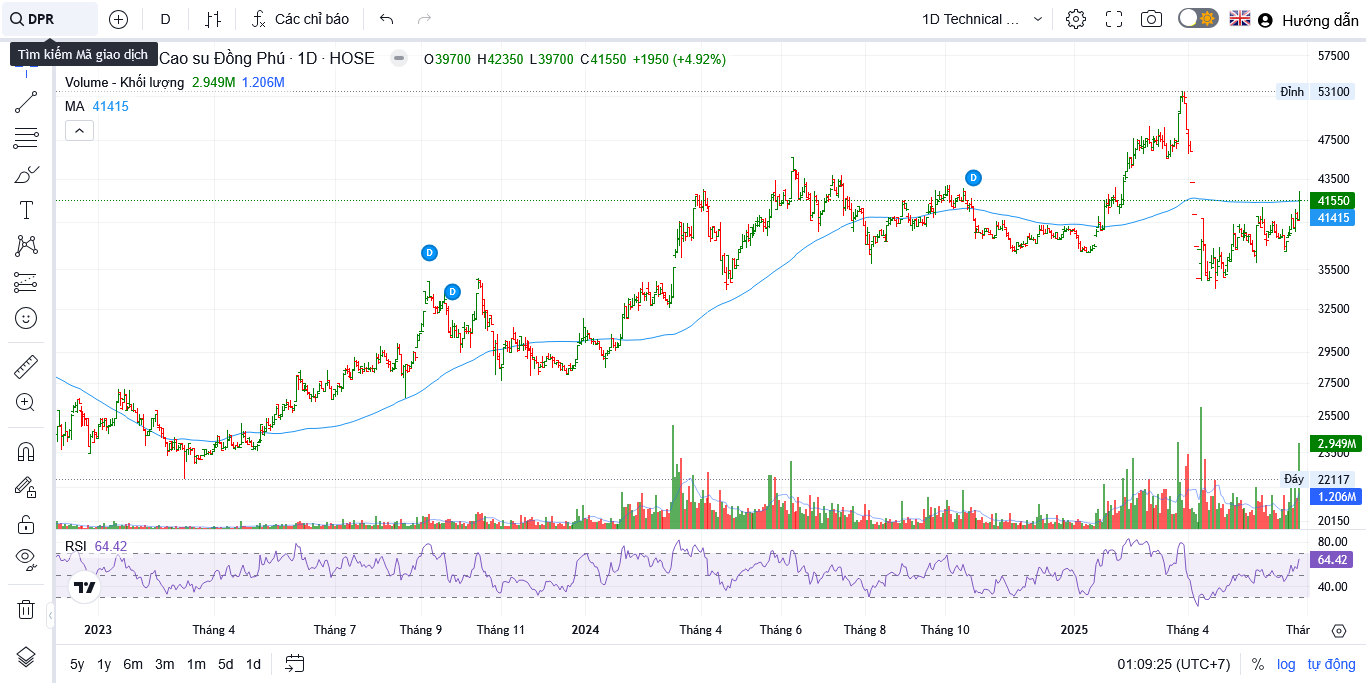 DPR D Các chỉ báo 1D Technical ... Hướng dẫn
Tìm kiếm Mã giao dịch
Cao su Đồng Phú · 1D · HOSE O39700 H42350 L39700 C41550 +1950 (+4.92%)
Volume - Khối lượng 2.949M 1.206M
MA 41415
57500
Đỉnh 53100
47500
43500
41550
41415
35500
32500
29500
27500
25500
2.949M
23500
Đáy 22117
1.206M
20150
D
D
D
RSI 64.42
80.00
64.42
40.00
2023 Tháng 4 Tháng 7 Tháng 9 Tháng 11 2024 Tháng 4 Tháng 6 Tháng 8 Tháng 10 2025 Tháng 4 Thár
5y 1y 6m 3m 1m 5d 1d 01:09:25 (UTC+7) % log tự động